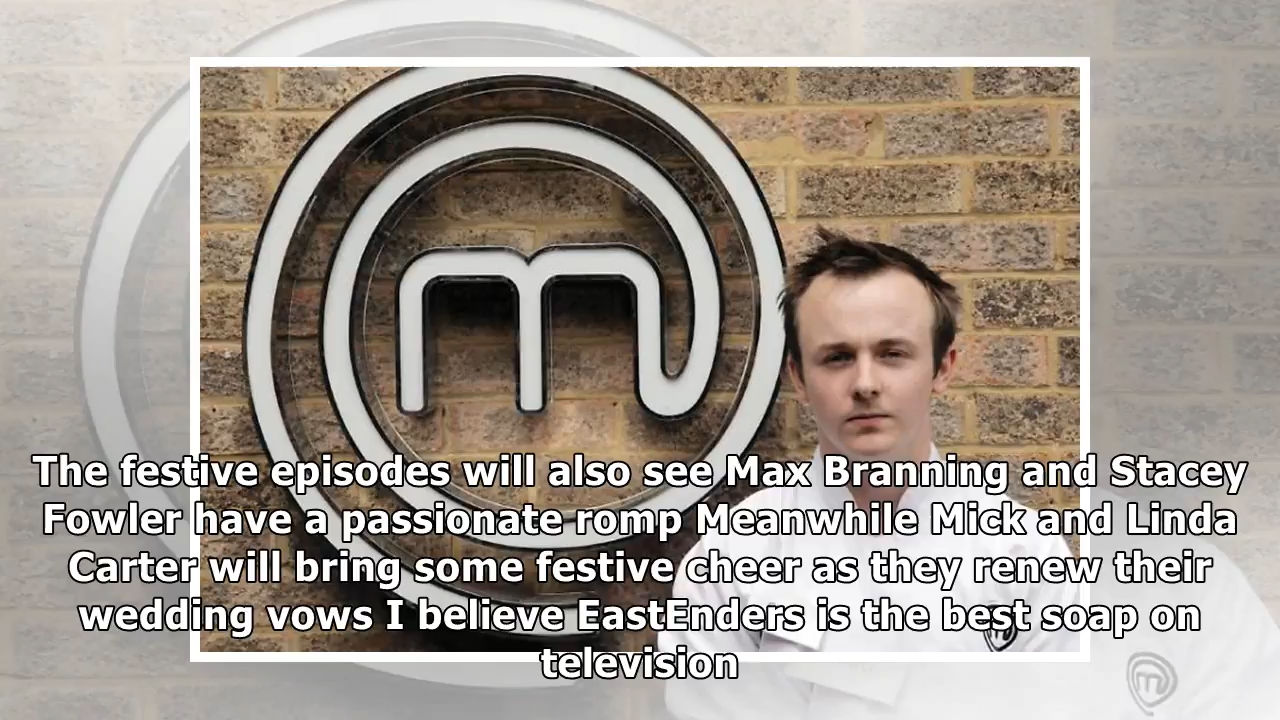 m
The festive episodes will also see Max Branning and Stacey
Fowler have a passionate romp Meanwhile Mick and Linda
Carter will bring some festive cheer as they renew their
wedding vows I believe EastEnders is the best soap on
television